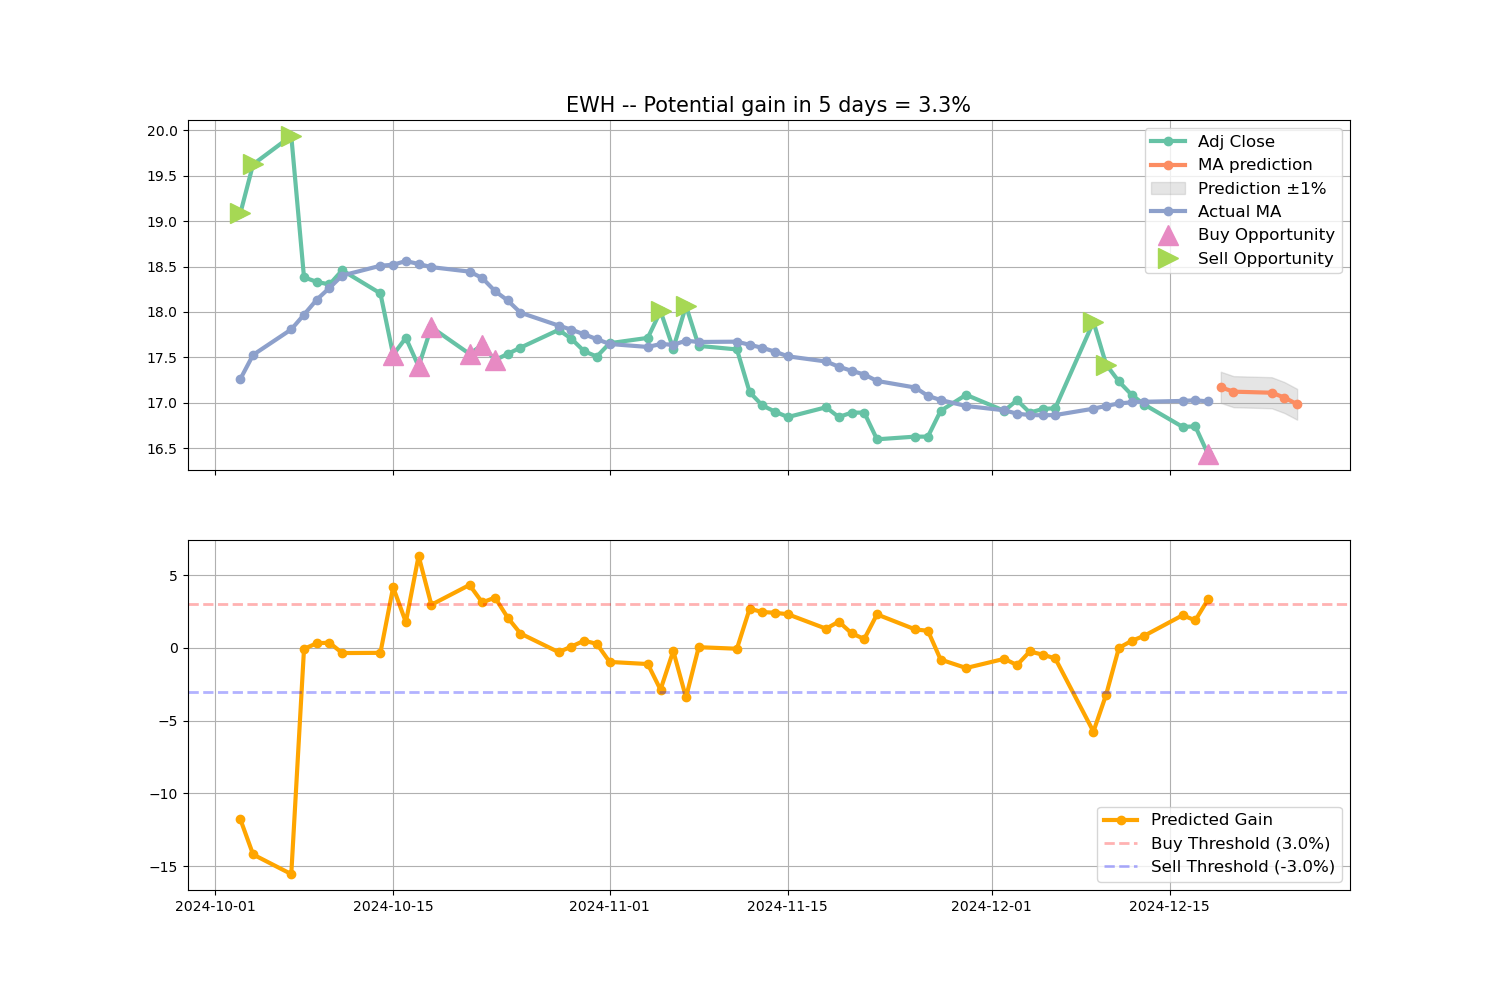 EWH -- Potential gain in 5 days = 3.3%
20.0
19.5
19.0
18.5
18.0
17.5
17.0
16.5
Adj Close
MA prediction
Prediction ±1%
Actual MA
Buy Opportunity
Sell Opportunity
5
0
−5
−10
−15
Predicted Gain
Buy Threshold (3.0%)
Sell Threshold (-3.0%)
2024-10-01
2024-10-15
2024-11-01
2024-11-15
2024-12-01
2024-12-15